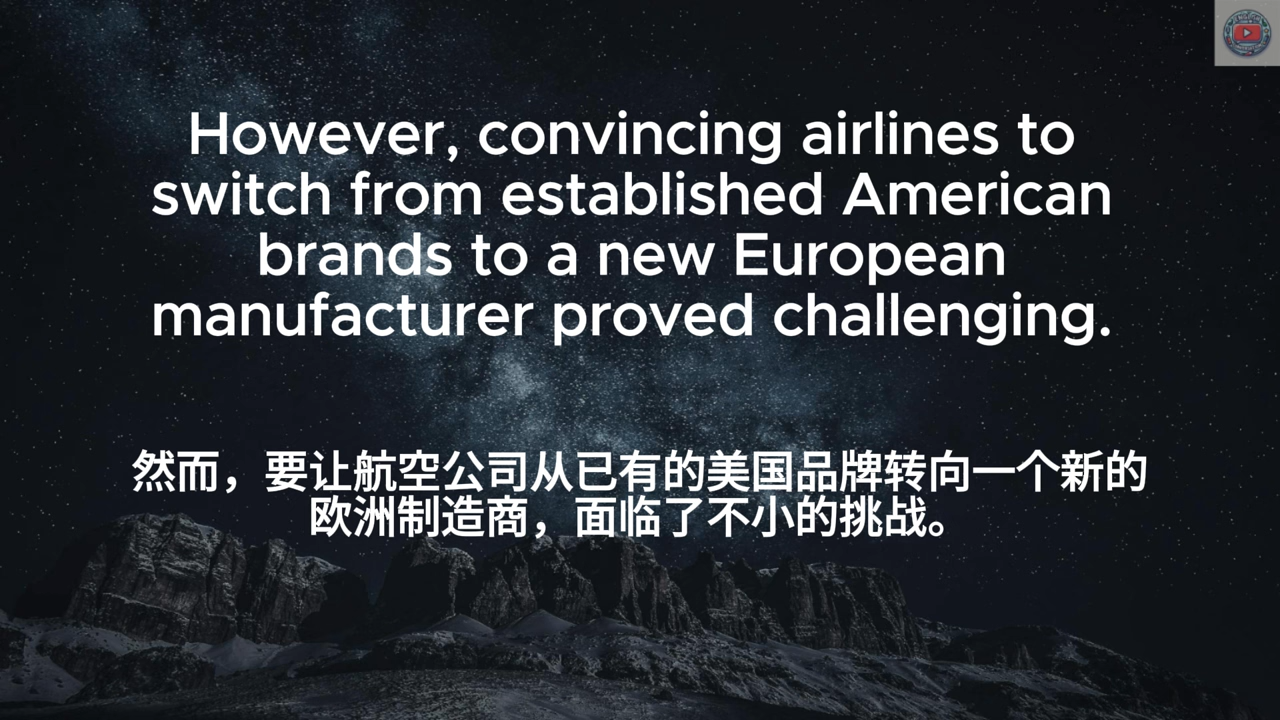 However, convincing airlines to
switch from established American
brands to a new European
manufacturer proved challenging.
然而，要让航空公司从已有的美国品牌转向一个新的
欧洲制造商，面临了不小的挑战。